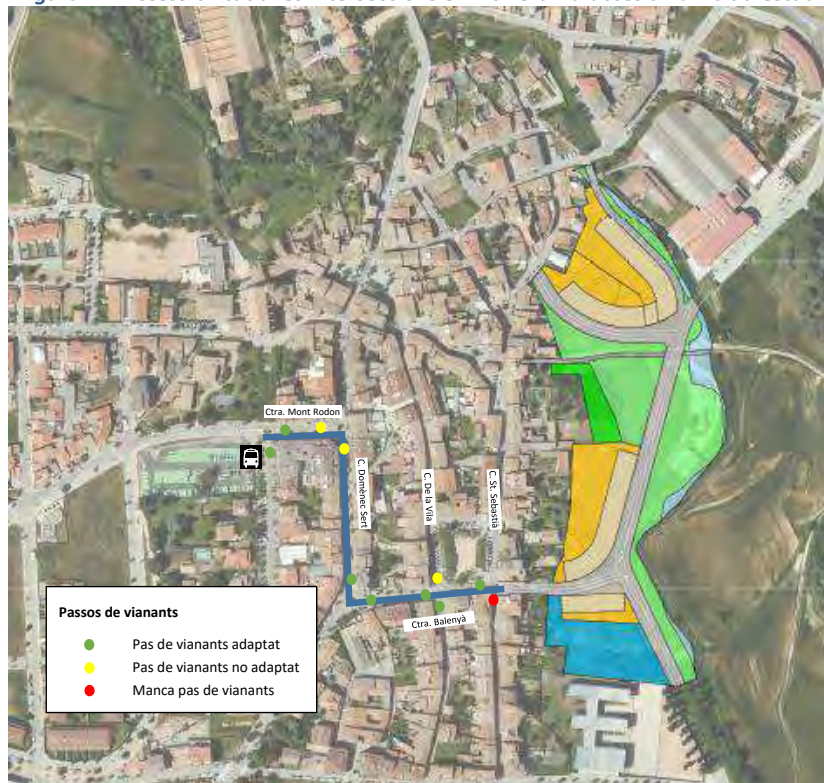 Ctra. Mont Rodon
C. Domènec Sert
C. De la Vila
C. St. Sebastià
Ctra. Balenyà
Passos de vianants
Pas de vianants adaptat
Pas de vianants no adaptat
Manca pas de vianants